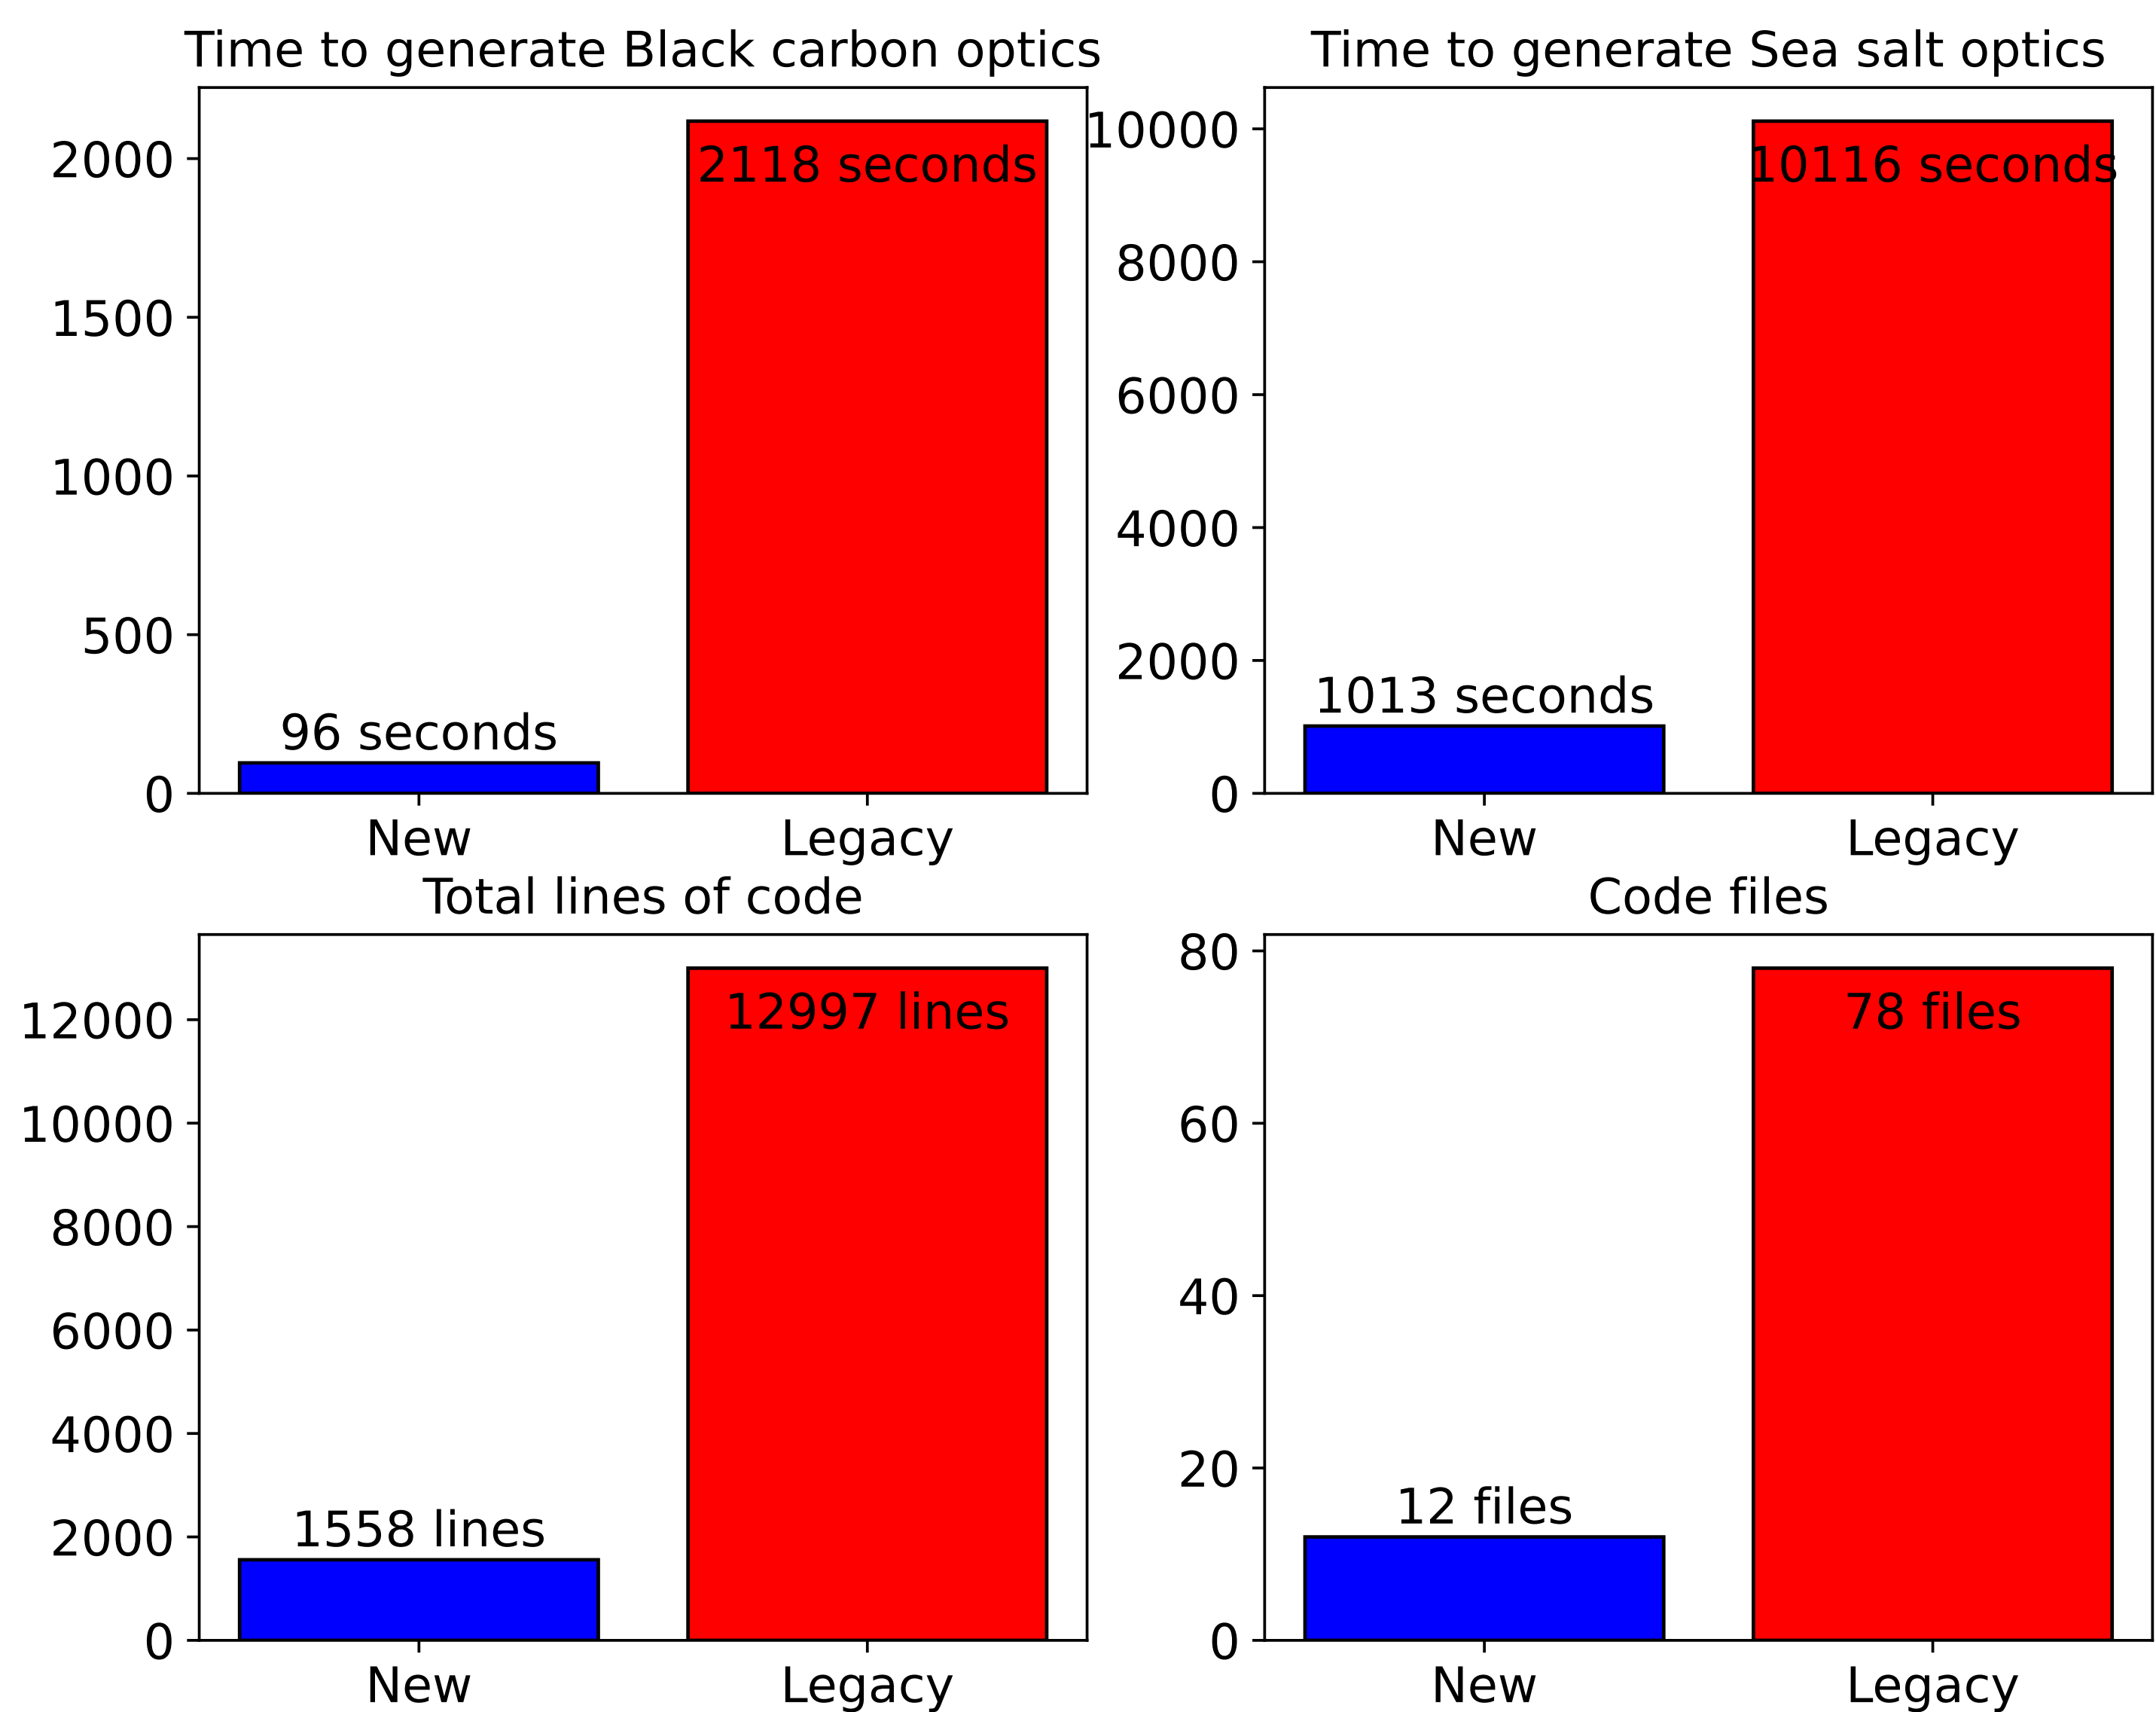 Time to generate Black carbon optics
2000
1500
1000
500
0
2118 seconds
96 seconds
New
Legacy
Time to generate Sea salt optics
10000
8000
6000
4000
2000
0
10116 seconds
1013 seconds
New
Legacy
Total lines of code
12000
10000
8000
6000
4000
2000
0
12997 lines
1558 lines
New
Legacy
Code files
80
60
40
20
0
78 files
12 files
New
Legacy